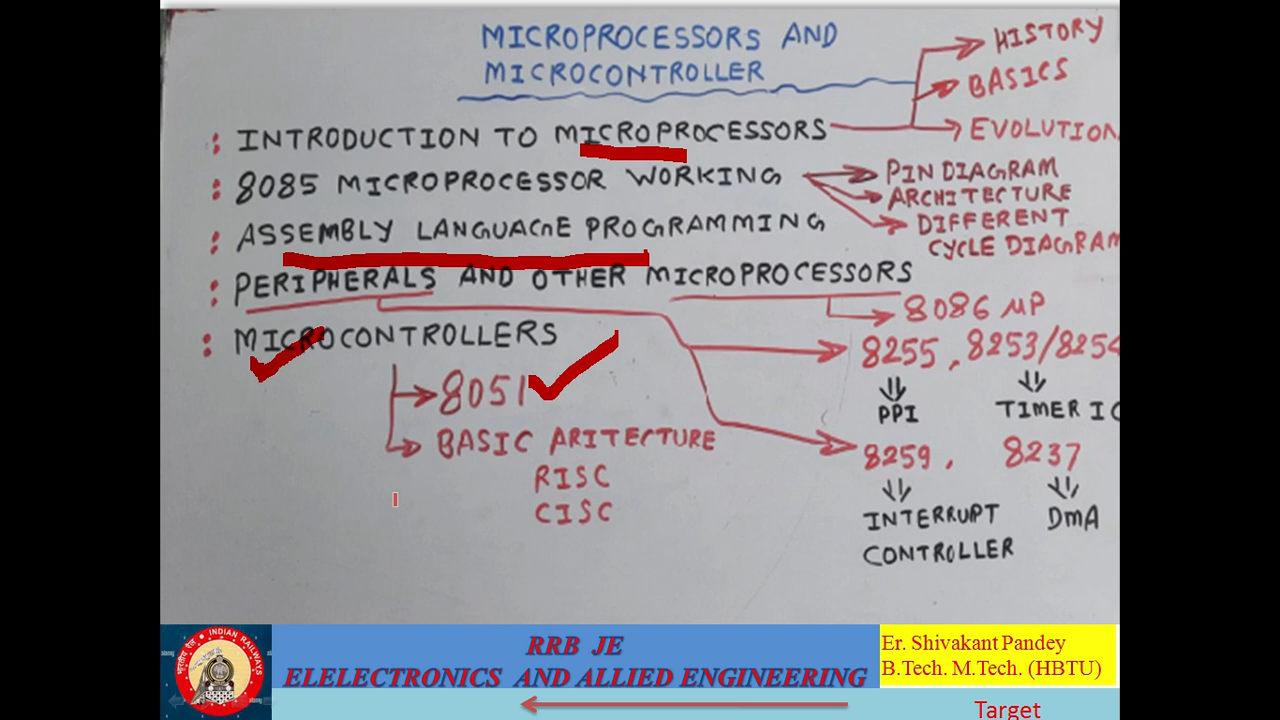 MICROPROCESSORS AND
MICROCONTROLLER
HISTORY
BASICS
EVOLUTION
: INTRODUCTION TO MICROPROCESSORS
: 8085 MICROPROCESSOR WORKING
PIN DIAGRAM
ARCHITECTURE
DIFFERENT
CYCLE DIAGRAM
: ASSEMBLY LANGUAGE PROGRAMMING
: PERIPHERALS AND OTHER MICROPROCESSORS
8086 MP
: MICROCONTROLLERS
8255, 8253/8254
PPI TIMER IC
8051
BASIC ARITECTURE
RISC
CISC
8259, 8237
INTERRUPT
CONTROLLER
DMA
INDIAN RAILWAYS
RRB JE
ELELECTRONICS AND ALLIED ENGINEERING
Er. Shivakant Pandey
B.Tech. M.Tech. (HBTU)
Target